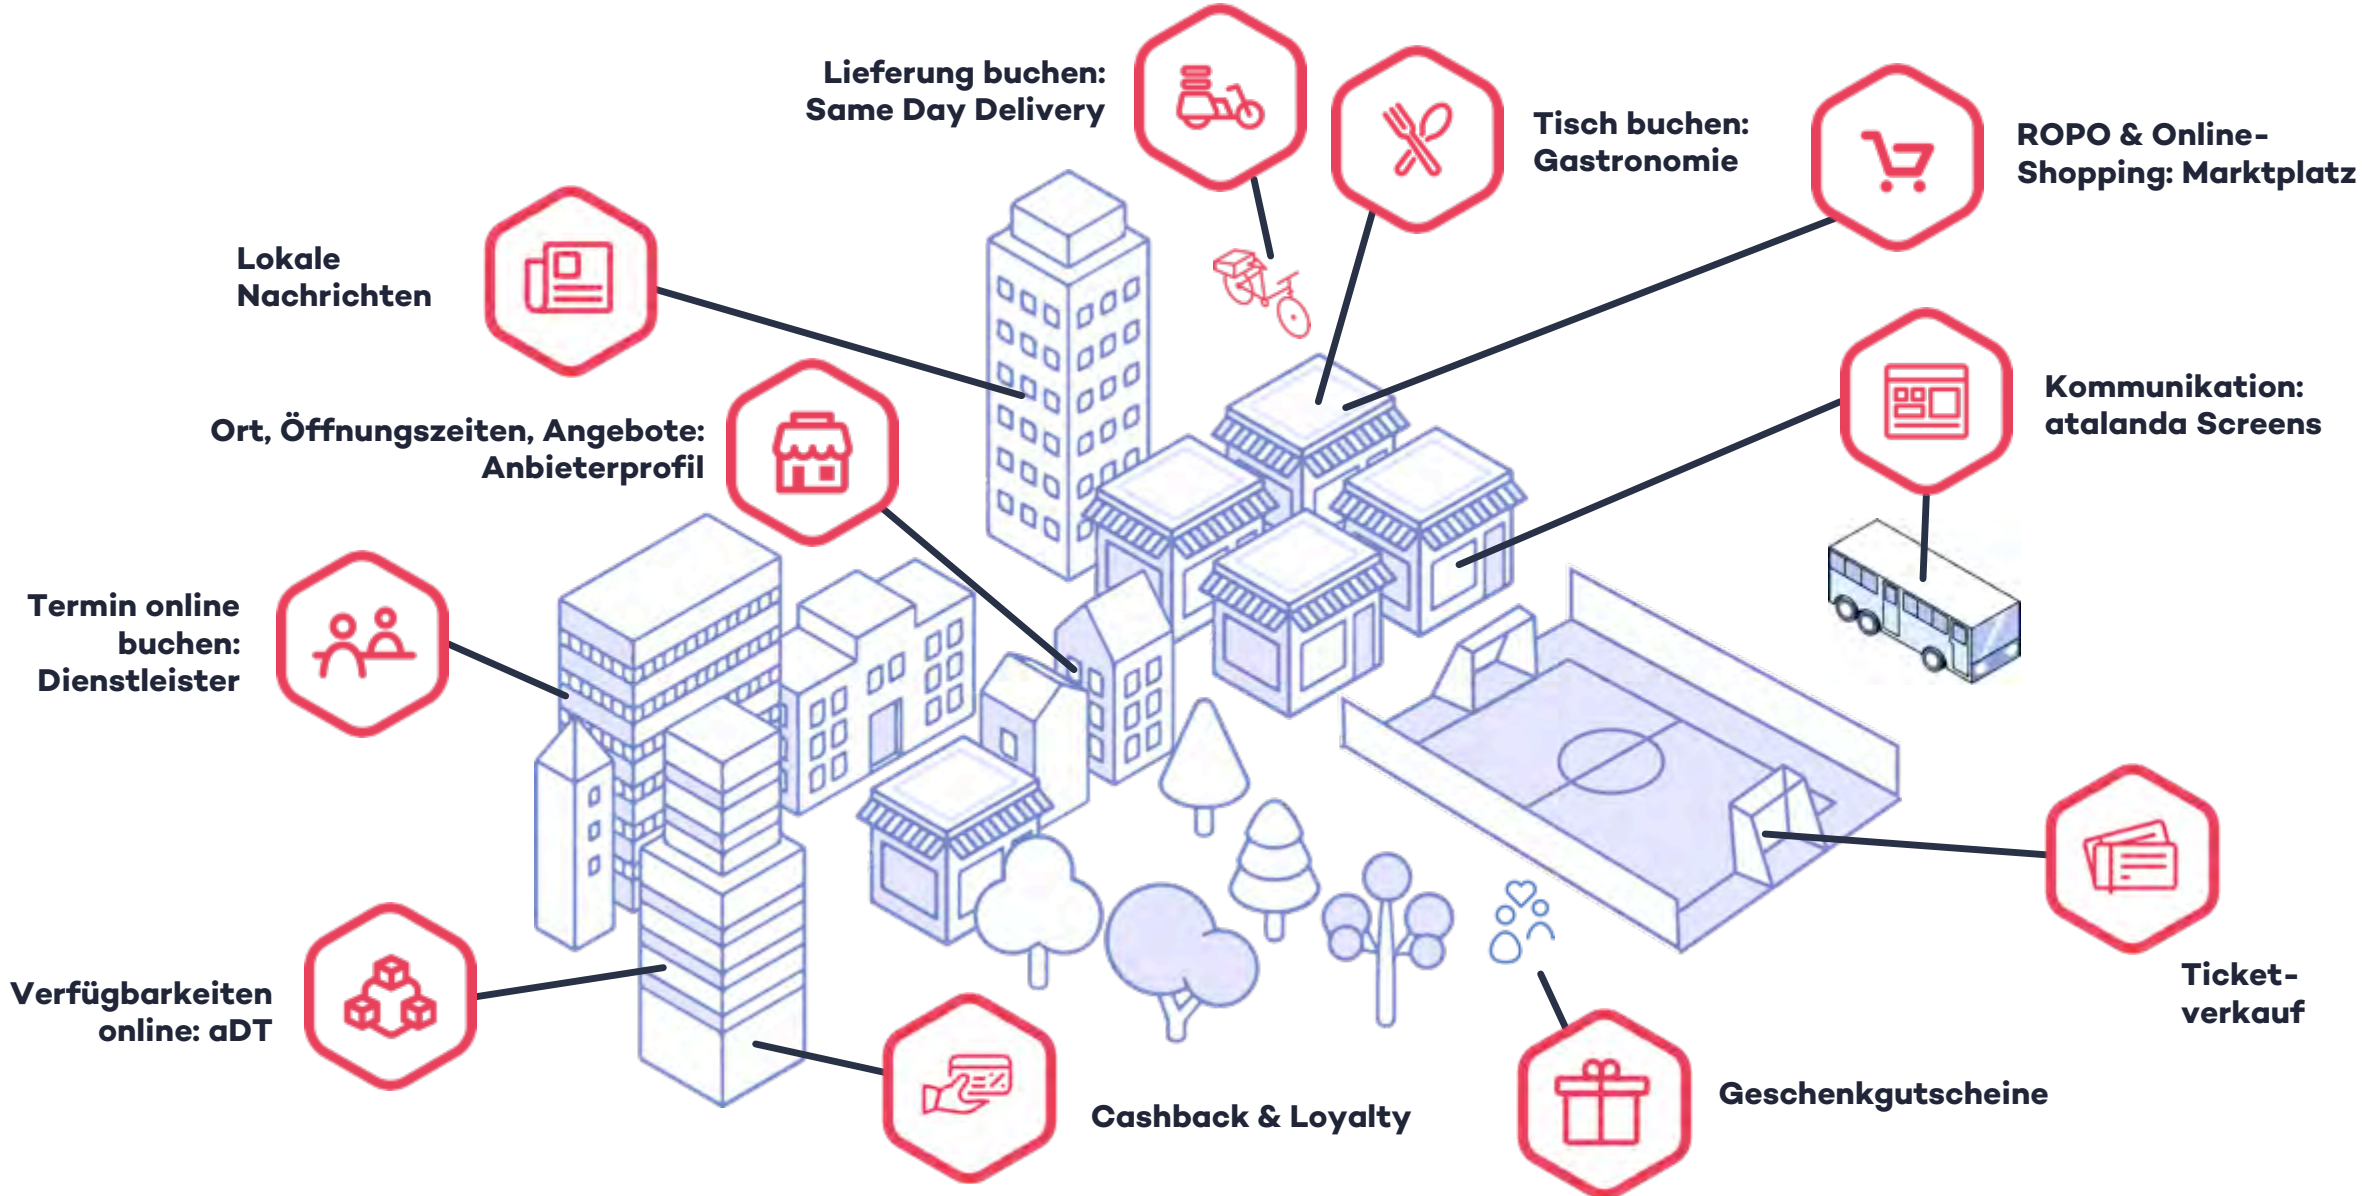 Lieferung buchen:
Same Day Delivery
Tisch buchen:
Gastronomie
ROPO & Online-
Shopping: Marktplatz
Lokale
Nachrichten
Kommunikation:
atalanda Screens
Ort, Öffnungszeiten, Angebote:
Anbieterprofil
Termin online
buchen:
Dienstleister
Verfügbarkeiten
online: aDT
Ticket-
verkauf
Cashback & Loyalty
Geschenkgutscheine